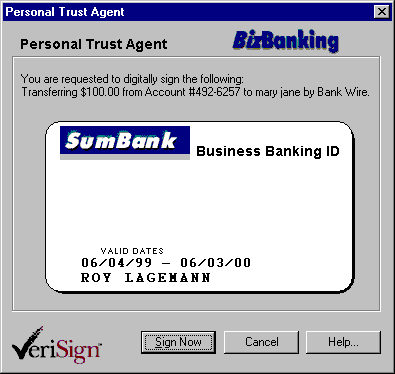 Personal Trust Agent
Personal Trust Agent BizBanking
You are requested to digitally sign the following:
Transferring $100.00 from Account #492-6257 to mary jane by Bank Wire.
SumBank Business Banking ID
VALID DATES
06/04/99 – 06/03/00
ROY LAGEMANN
VeriSign™ Sign Now Cancel Help...